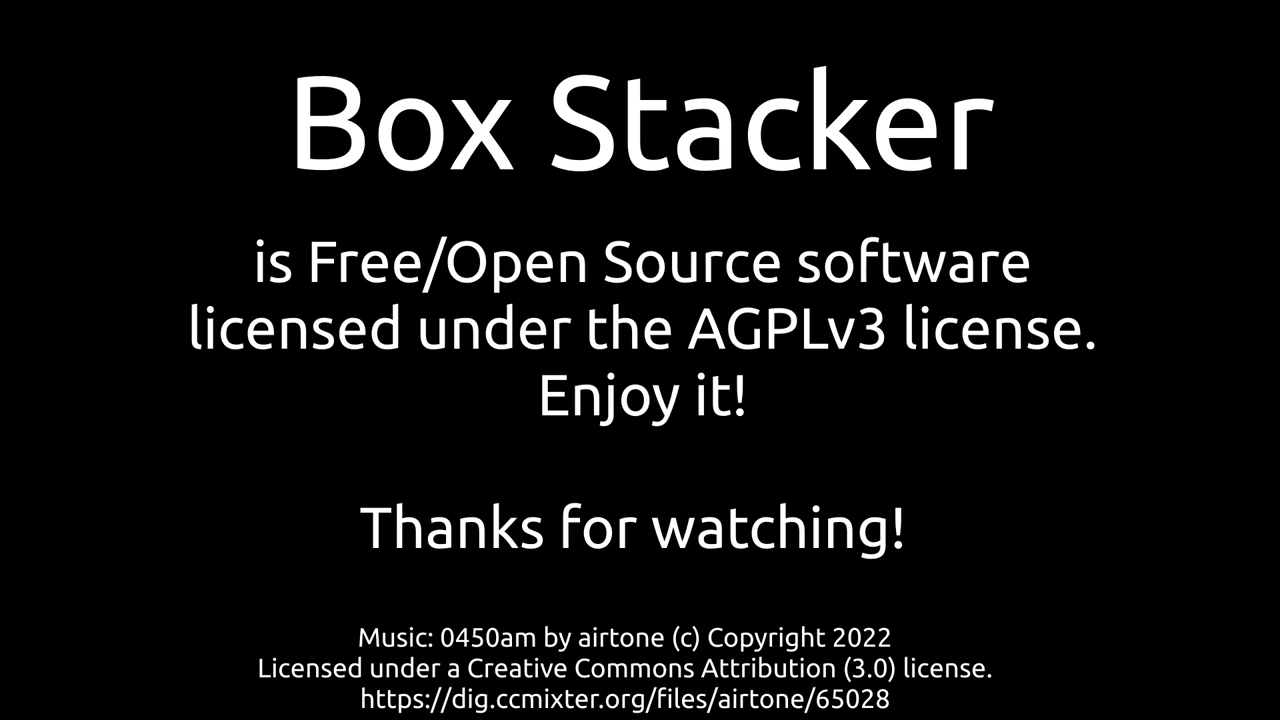 Box Stacker
is Free/Open Source software
licensed under the AGPLv3 license.
Enjoy it!
Thanks for watching!
Music: 0450am by airtone (c) Copyright 2022
Licensed under a Creative Commons Attribution (3.0) license.
https://dig.ccmixter.org/files/airtone/65028